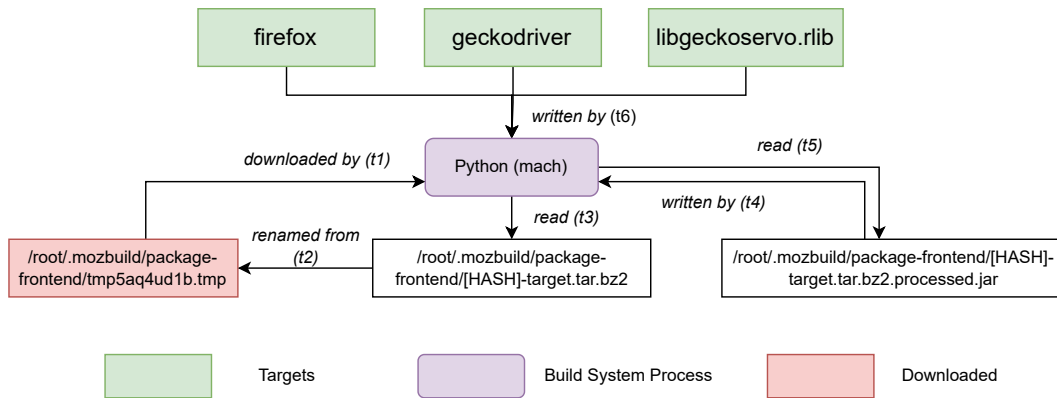 firefox
geckodriver
libgeckoservo.rlib
written by (t6)
downloaded by (t1)
Python (mach)
read (t5)
written by (t4)
read (t3)
renamed from
(t2)
/root/.mozbuild/package-
frontend/tmp5aq4ud1b.tmp
/root/.mozbuild/package-
frontend/[HASH]-target.tar.bz2
/root/.mozbuild/package-frontend/[HASH]-
target.tar.bz2.processed.jar
Targets
Build System Process
Downloaded